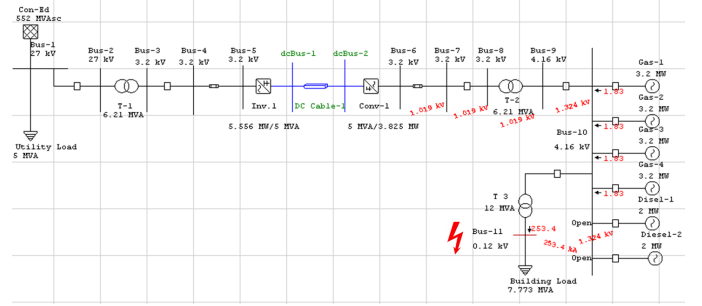 Con-Ed
552 MVAsc
Bus-1
27 kV
Bus-2
27 kV
Bus-3
3.2 kV
Bus-4
3.2 kV
Bus-5
3.2 kV
dcBus-1
dcBus-2
Bus-6
3.2 kV
Bus-7
3.2 kV
Bus-8
3.2 kV
Bus-9
4.16 kV
Gas-1
3.2 MW
1.83
T-1
6.21 MVA
Inv.1
DC Cable-1
Conv-1
1.019 kV
1.019 kV
1.019 kV
T-2
6.21 MVA
1.324 kV
Gas-2
3.2 MW
1.83
5.556 MW/5 MVA
5 MVA/3.825 MW
Bus-10
4.16 kV
Gas-3
3.2 MW
1.83
Utility Load
5 MVA
Gas-4
3.2 MW
1.83
T 3
12 MVA
Disel-1
2 MW
Open
Bus-11
0.12 kV
253.4
253.4 kA
1.324 kV
Diesel-2
2 MW
Open
Building Load
7.773 MVA